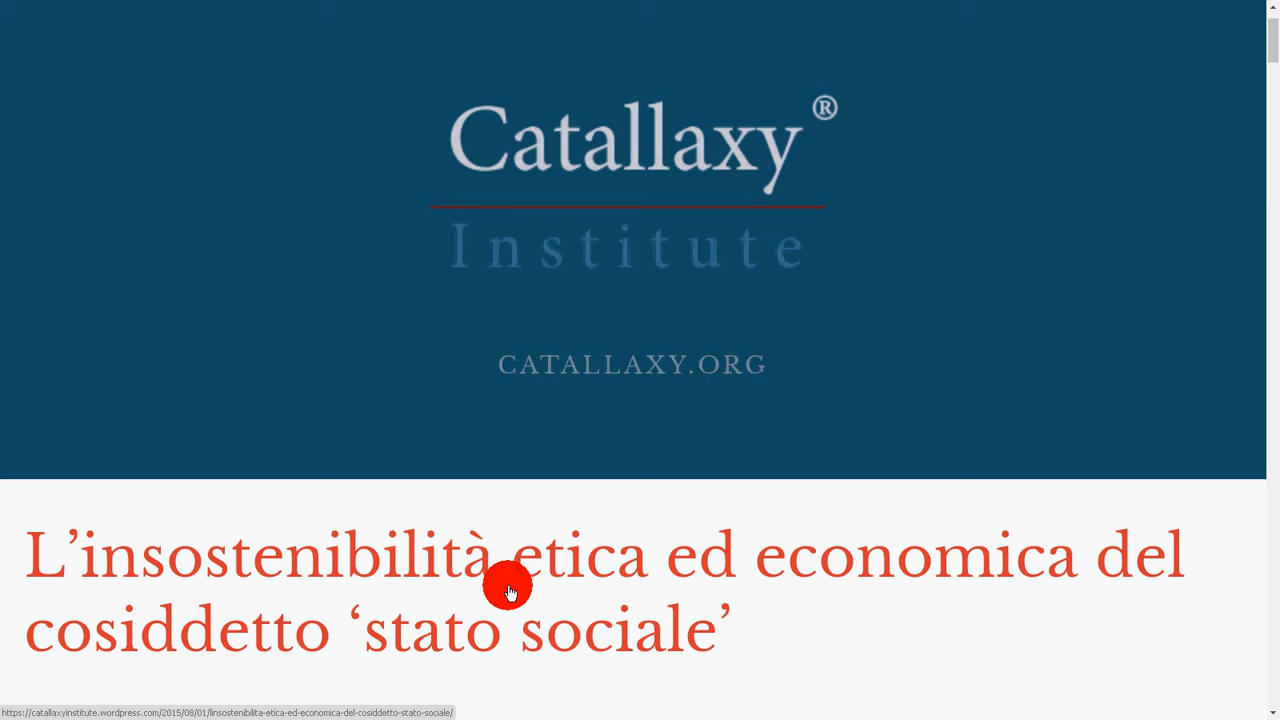 Catallaxy®
Institute
CATALLAXY.ORG
L’insostenibilità etica ed economica del
cosiddetto ‘stato sociale’
https://catallaxyinstitute.wordpress.com/2015/08/01/linsostenibilita-etica-ed-economica-del-cosiddetto-stato-sociale/